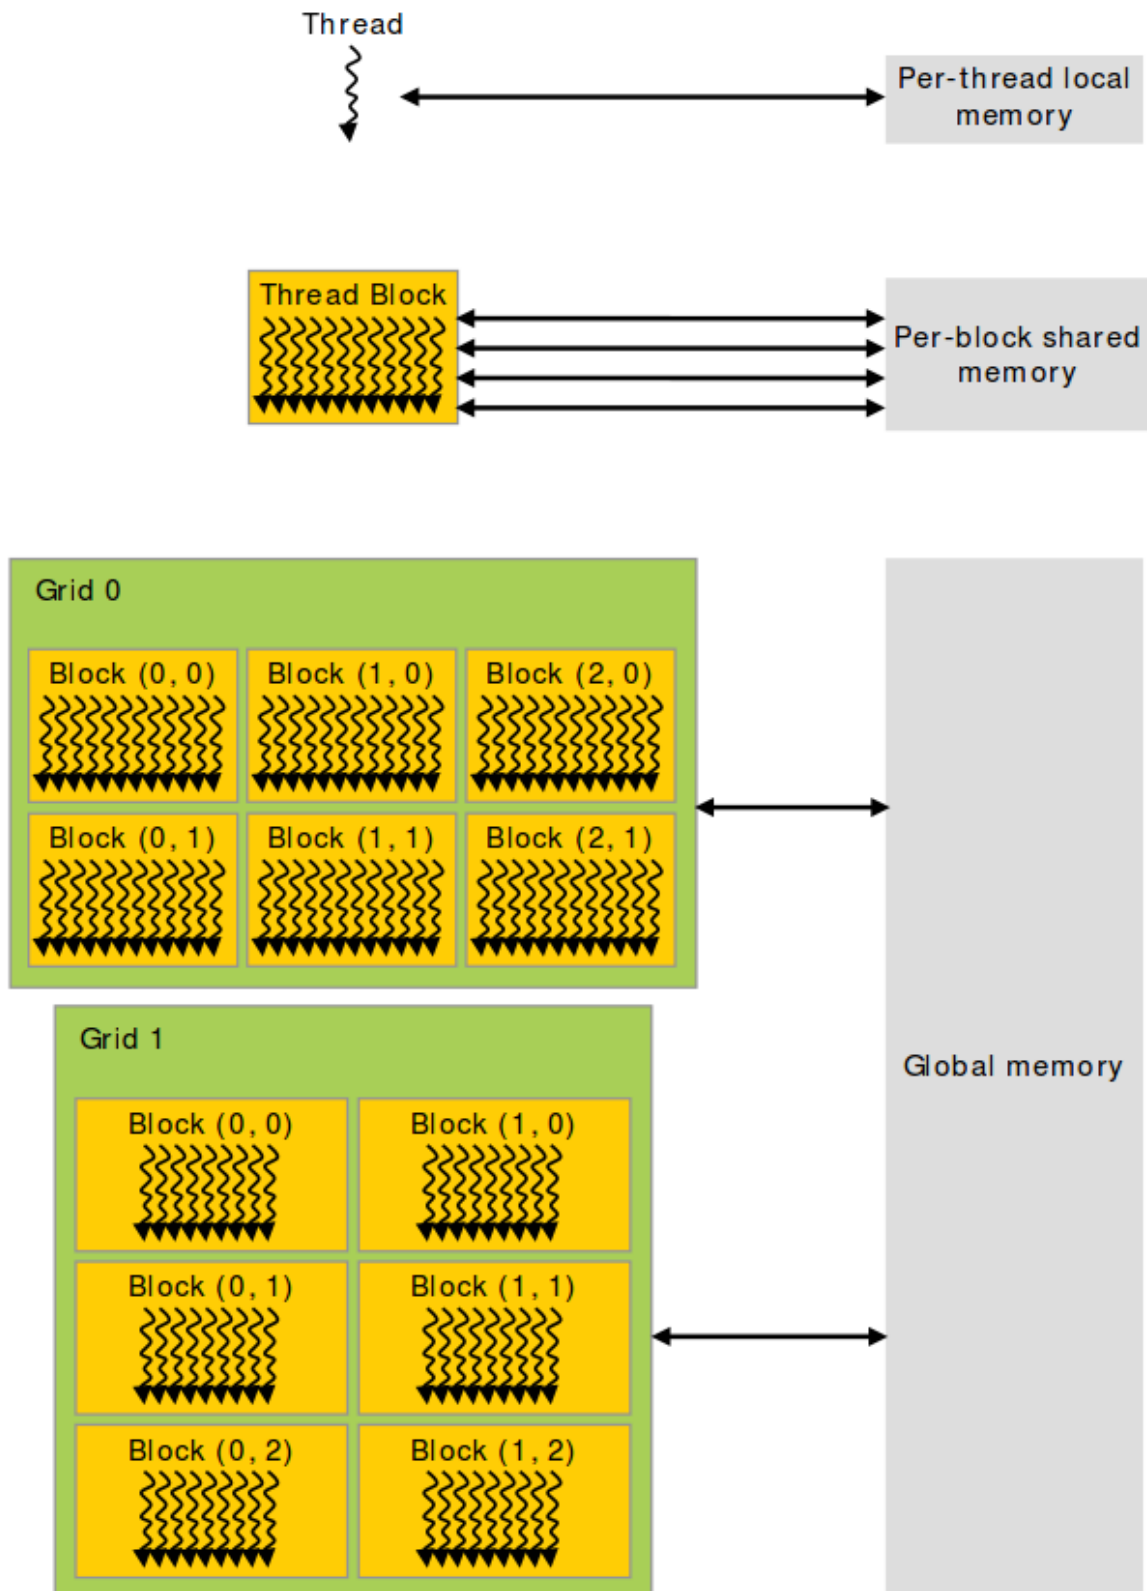 Thread
Per-thread local
memory
Thread Block
Per-block shared
memory
Grid 0
Block (0, 0)
Block (1, 0)
Block (2, 0)
Block (0, 1)
Block (1, 1)
Block (2, 1)
Grid 1
Block (0, 0)
Block (1, 0)
Block (0, 1)
Block (1, 1)
Block (0, 2)
Block (1, 2)
Global memory